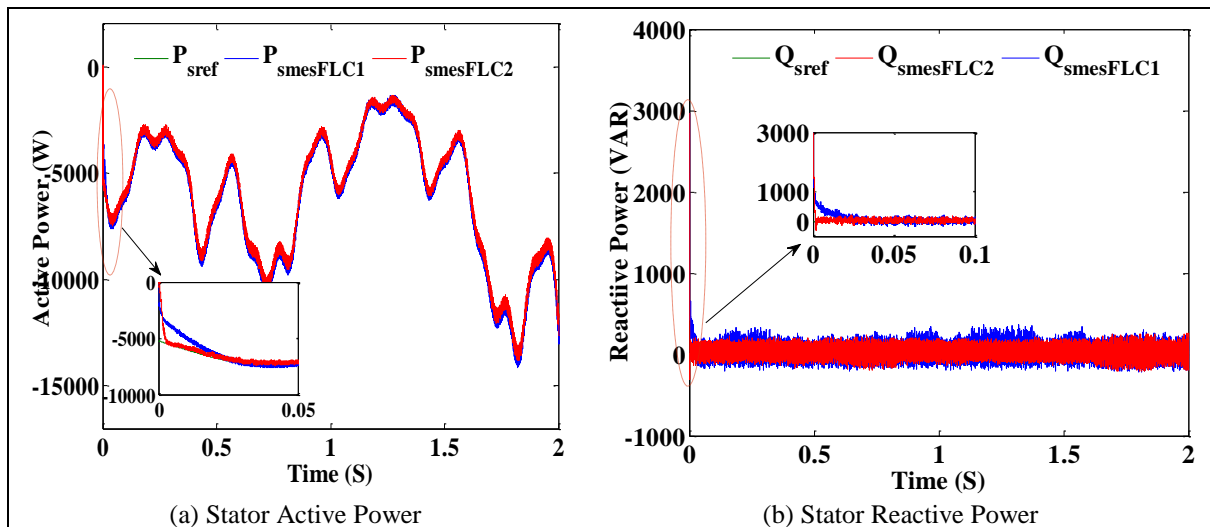 P_sref P_smesFLC1 P_smesFLC2
0
-5000
-10000
-15000
Active Power (W)
0
-5000
-10000
0 0.05
0 0.5 1 1.5 2
Time (S)
(a) Stator Active Power
Q_sref Q_smesFLC2 Q_smesFLC1
4000
3000
2000
1000
0
-1000
Reactiive Power (VAR)
3000
1000
0
0 0.05 0.1
0 0.5 1 1.5 2
Time (S)
(b) Stator Reactive Power